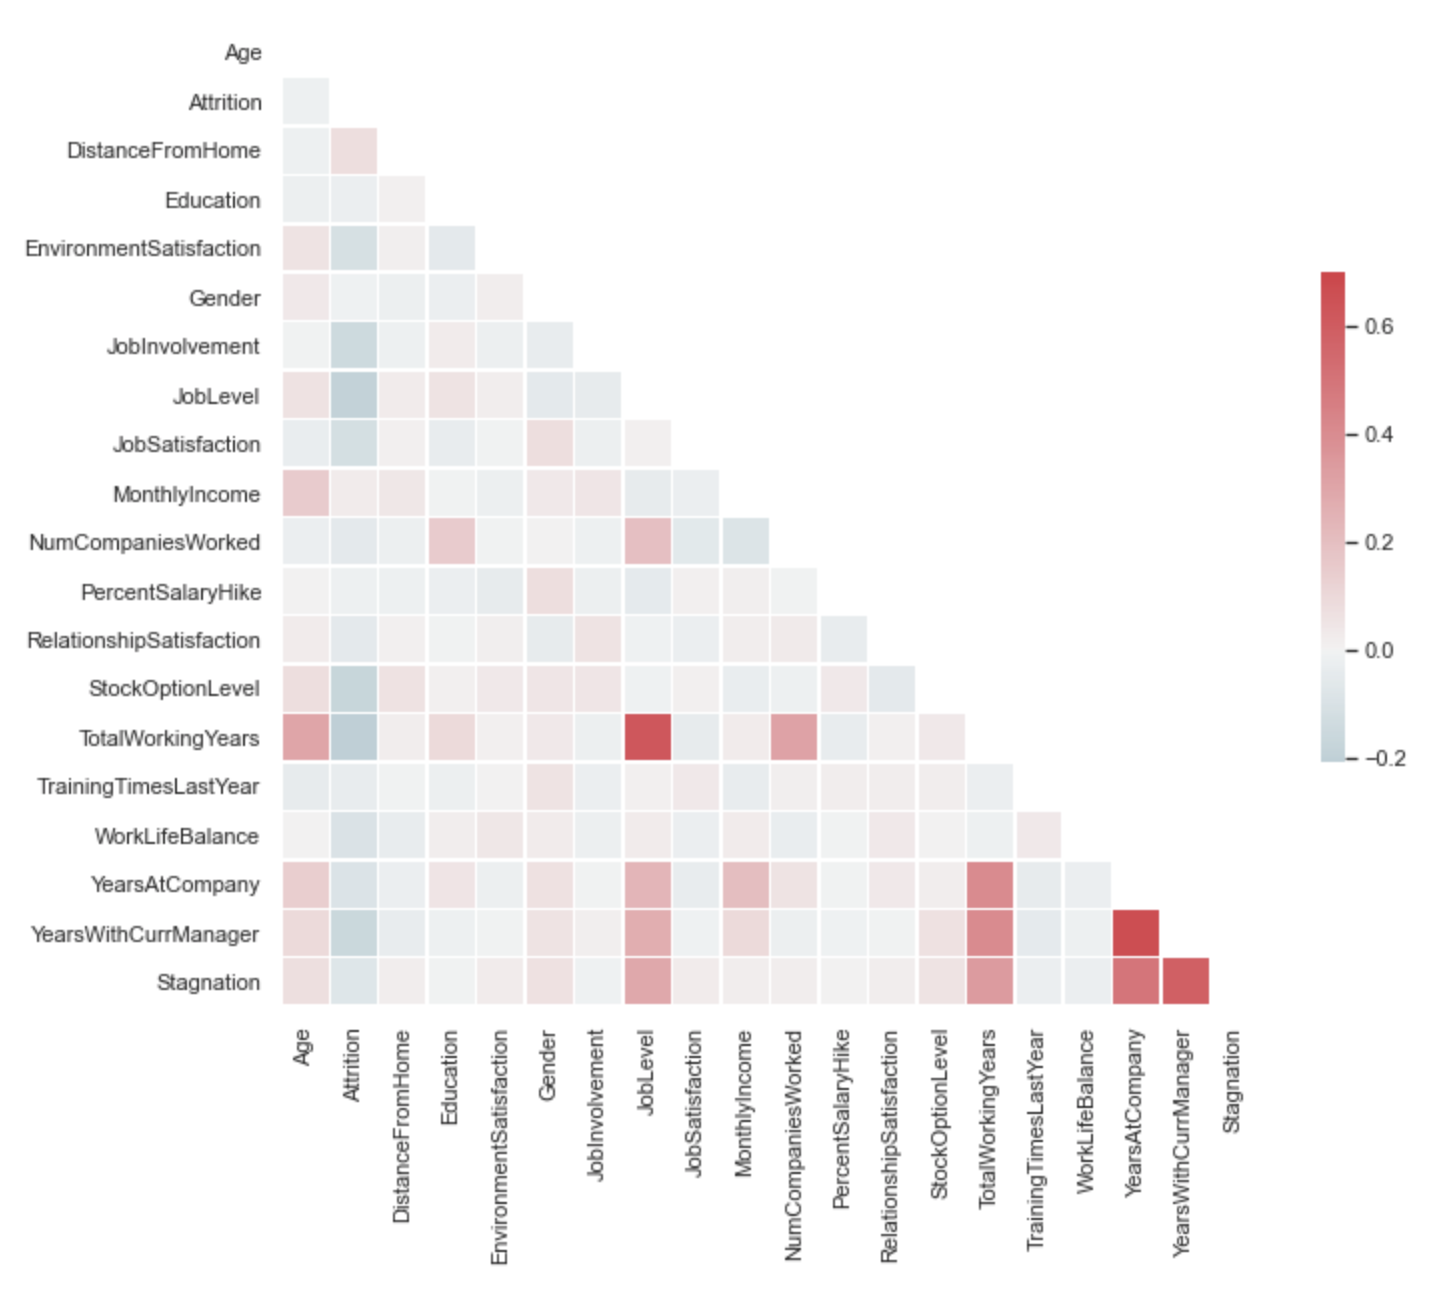 Age
Attrition
DistanceFromHome
Education
EnvironmentSatisfaction
Gender
JobInvolvement
JobLevel
JobSatisfaction
MonthlyIncome
NumCompaniesWorked
PercentSalaryHike
RelationshipSatisfaction
StockOptionLevel
TotalWorkingYears
TrainingTimesLastYear
WorkLifeBalance
YearsAtCompany
YearsWithCurrManager
Stagnation
Age
Attrition
DistanceFromHome
Education
EnvironmentSatisfaction
Gender
JobInvolvement
JobLevel
JobSatisfaction
MonthlyIncome
NumCompaniesWorked
PercentSalaryHike
RelationshipSatisfaction
StockOptionLevel
TotalWorkingYears
TrainingTimesLastYear
WorkLifeBalance
YearsAtCompany
YearsWithCurrManager
Stagnation
0.6
0.4
0.2
0.0
−0.2